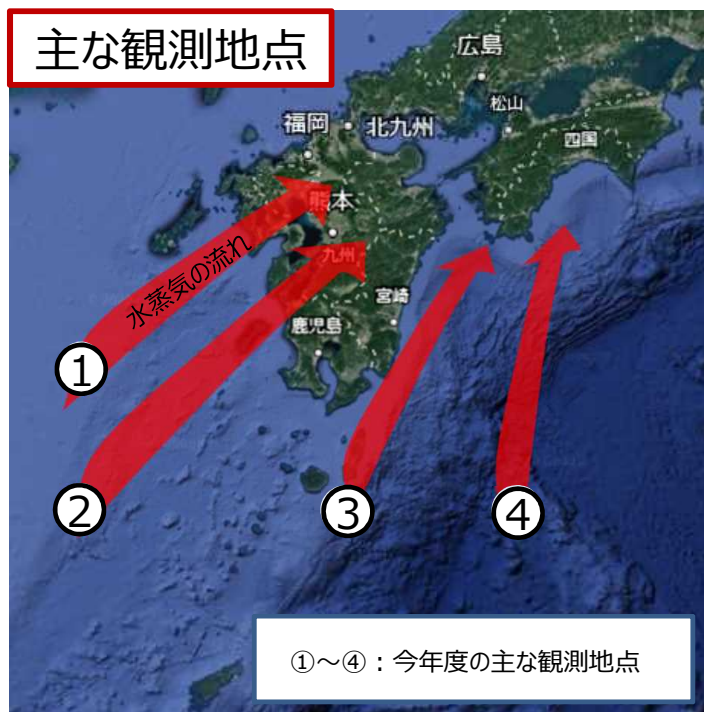 主な観測地点
広島
松山
福岡
北九州
四国
熊本
水蒸気の流れ
九州
宮崎
鹿児島
①
②
③
④
①～④：今年度の主な観測地点